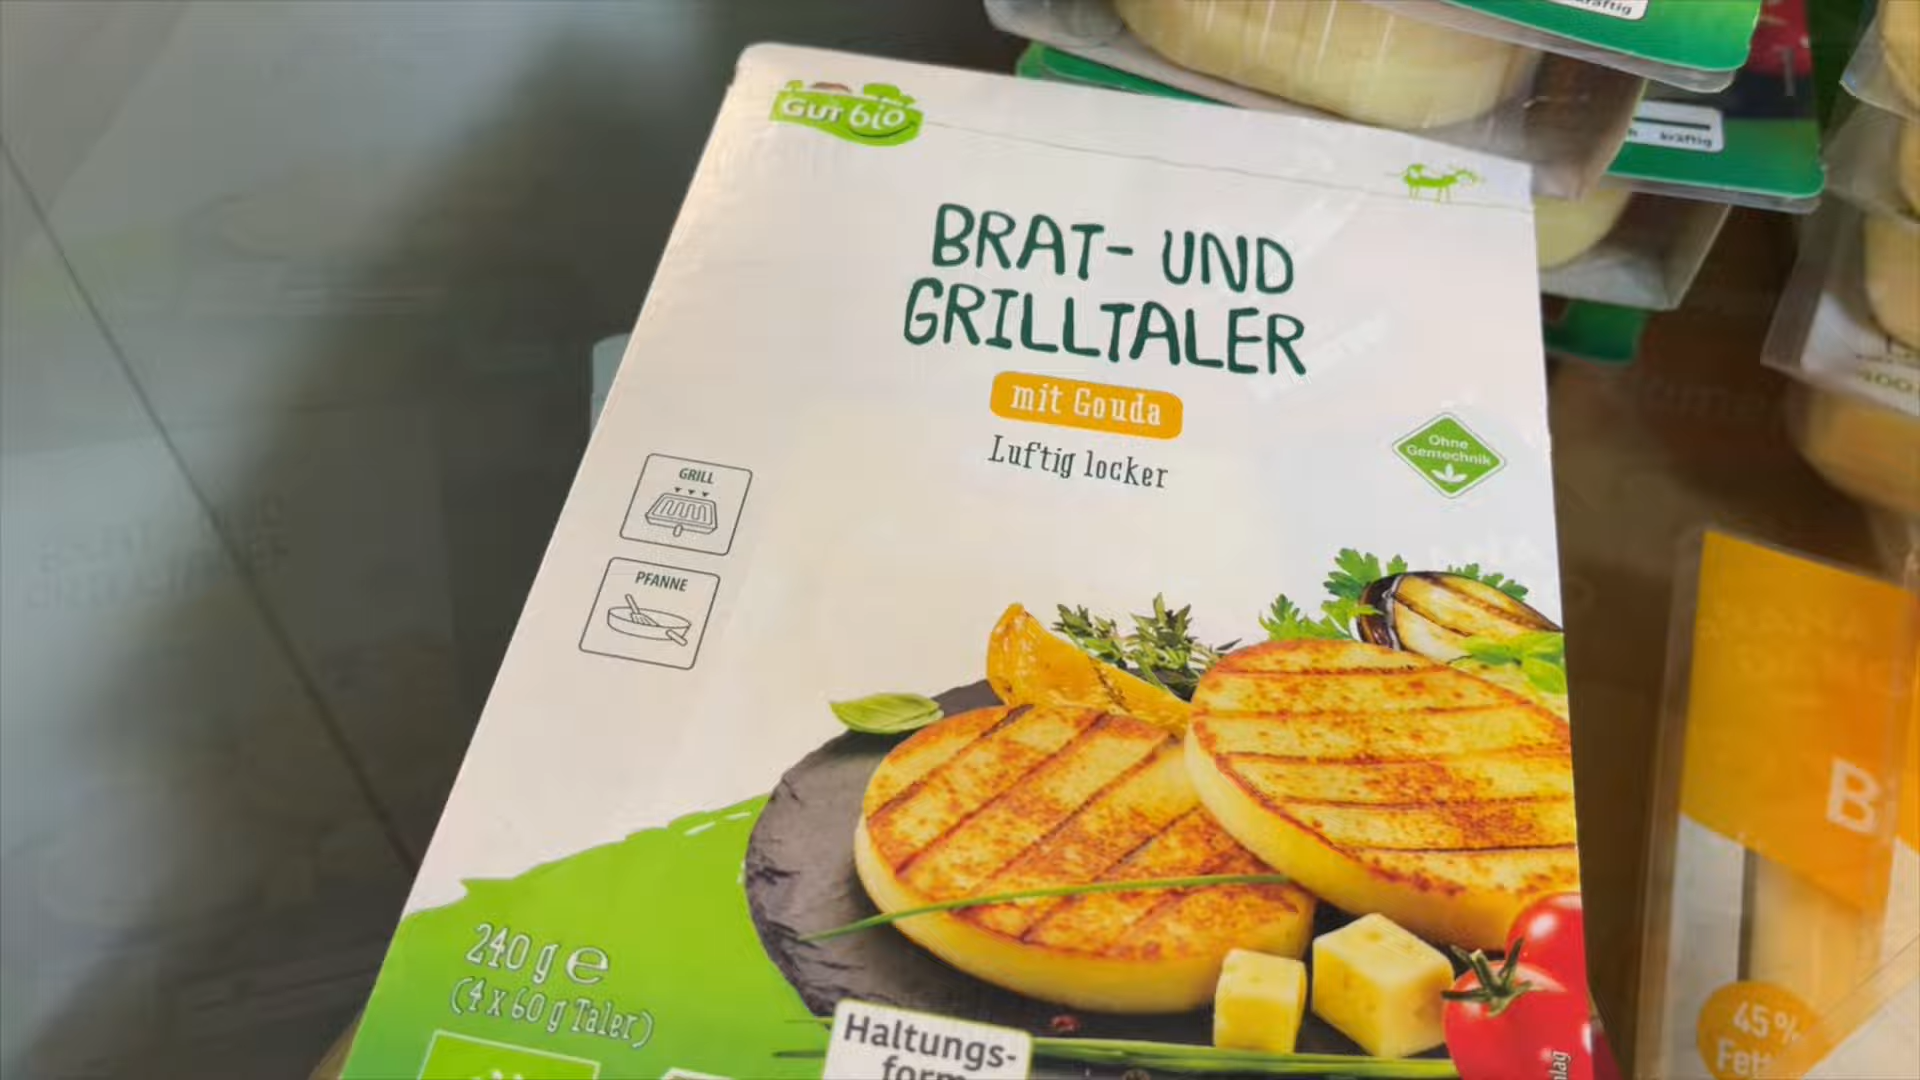 kräftig
kräftig
GUT bio
BRAT- UND
GRILLTALER
mit Gouda
Luftig locker
Ohne
Gentechnik
GRILL
PFANNE
240 g e
(4 x 60 g Taler)
Haltungs-
form
45%
Fett